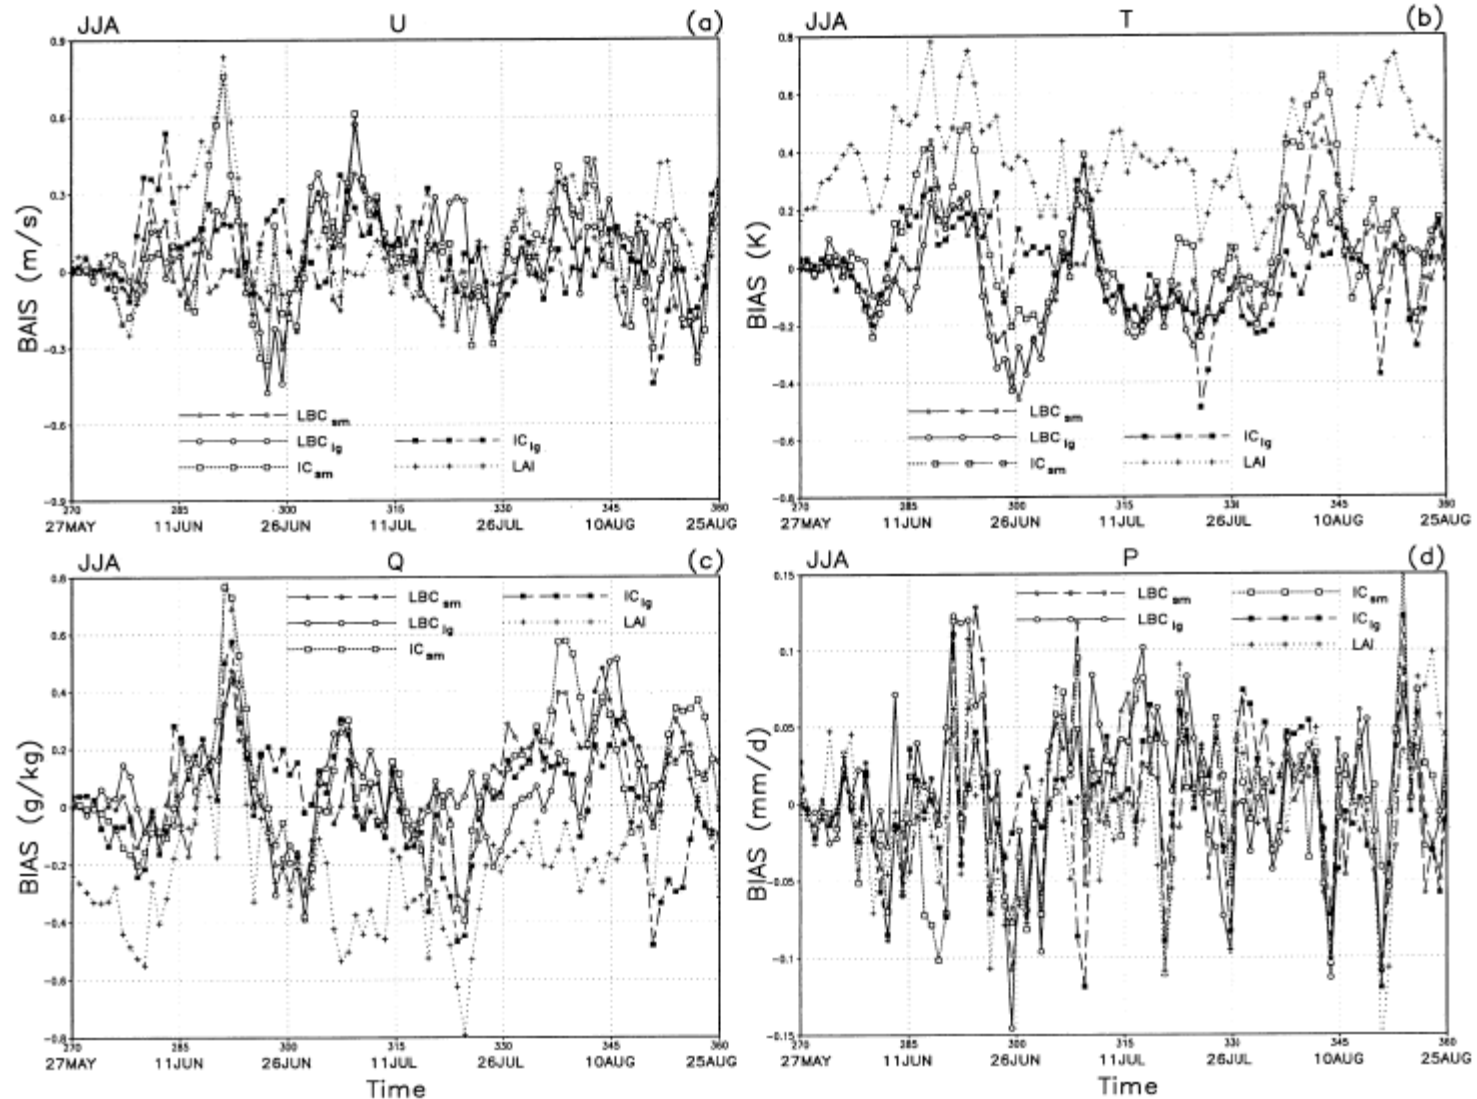 JJA U (a)
BAIS (m/s)
0.9
0.6
0.3
0
-0.3
-0.6
-0.9
LBC sm
LBC lg
IC sm
IC lg
LAI
270 285 300 315 330 345 360
27MAY 11JUN 26JUN 11JUL 26JUL 10AUG 25AUG
JJA T (b)
BIAS (K)
0.8
0.6
0.4
0.2
0
-0.2
-0.4
-0.6
-0.8
LBC sm
LBC lg
IC sm
IC lg
LAI
270 285 300 315 330 345 360
27MAY 11JUN 26JUN 11JUL 26JUL 10AUG 25AUG
JJA Q (c)
BIAS (g/kg)
0.8
0.6
0.4
0.2
0
-0.2
-0.4
-0.6
-0.8
LBC sm
LBC lg
IC sm
IC lg
LAI
270 285 300 315 330 345 360
27MAY 11JUN 26JUN 11JUL 26JUL 10AUG 25AUG
Time
JJA P (d)
BIAS (mm/d)
0.15
0.1
0.05
0
-0.05
-0.1
-0.15
LBC sm
LBC lg
IC sm
IC lg
LAI
270 285 300 315 330 345 360
27MAY 11JUN 26JUN 11JUL 26JUL 10AUG 25AUG
Time